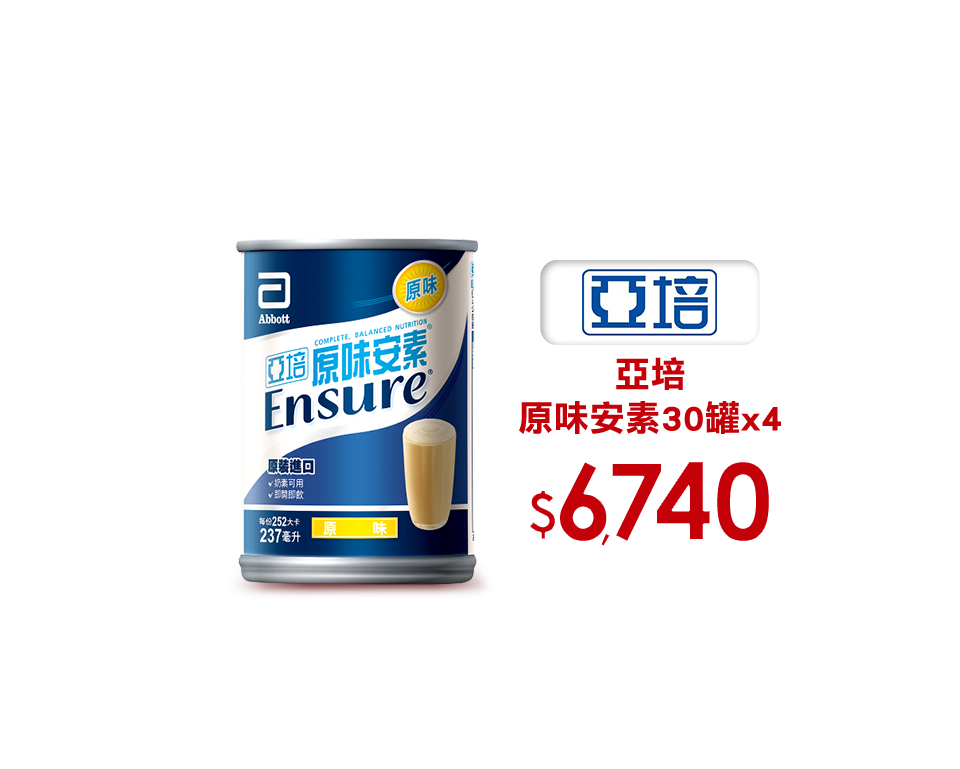 Abbott
原味
COMPLETE, BALANCED NUTRITION
亞培 原味安素®
Ensure®
原裝進口
奶素可用
即開即飲
每份252大卡
237毫升
原 味
亞培
亞培
原味安素30罐x4
$6,740